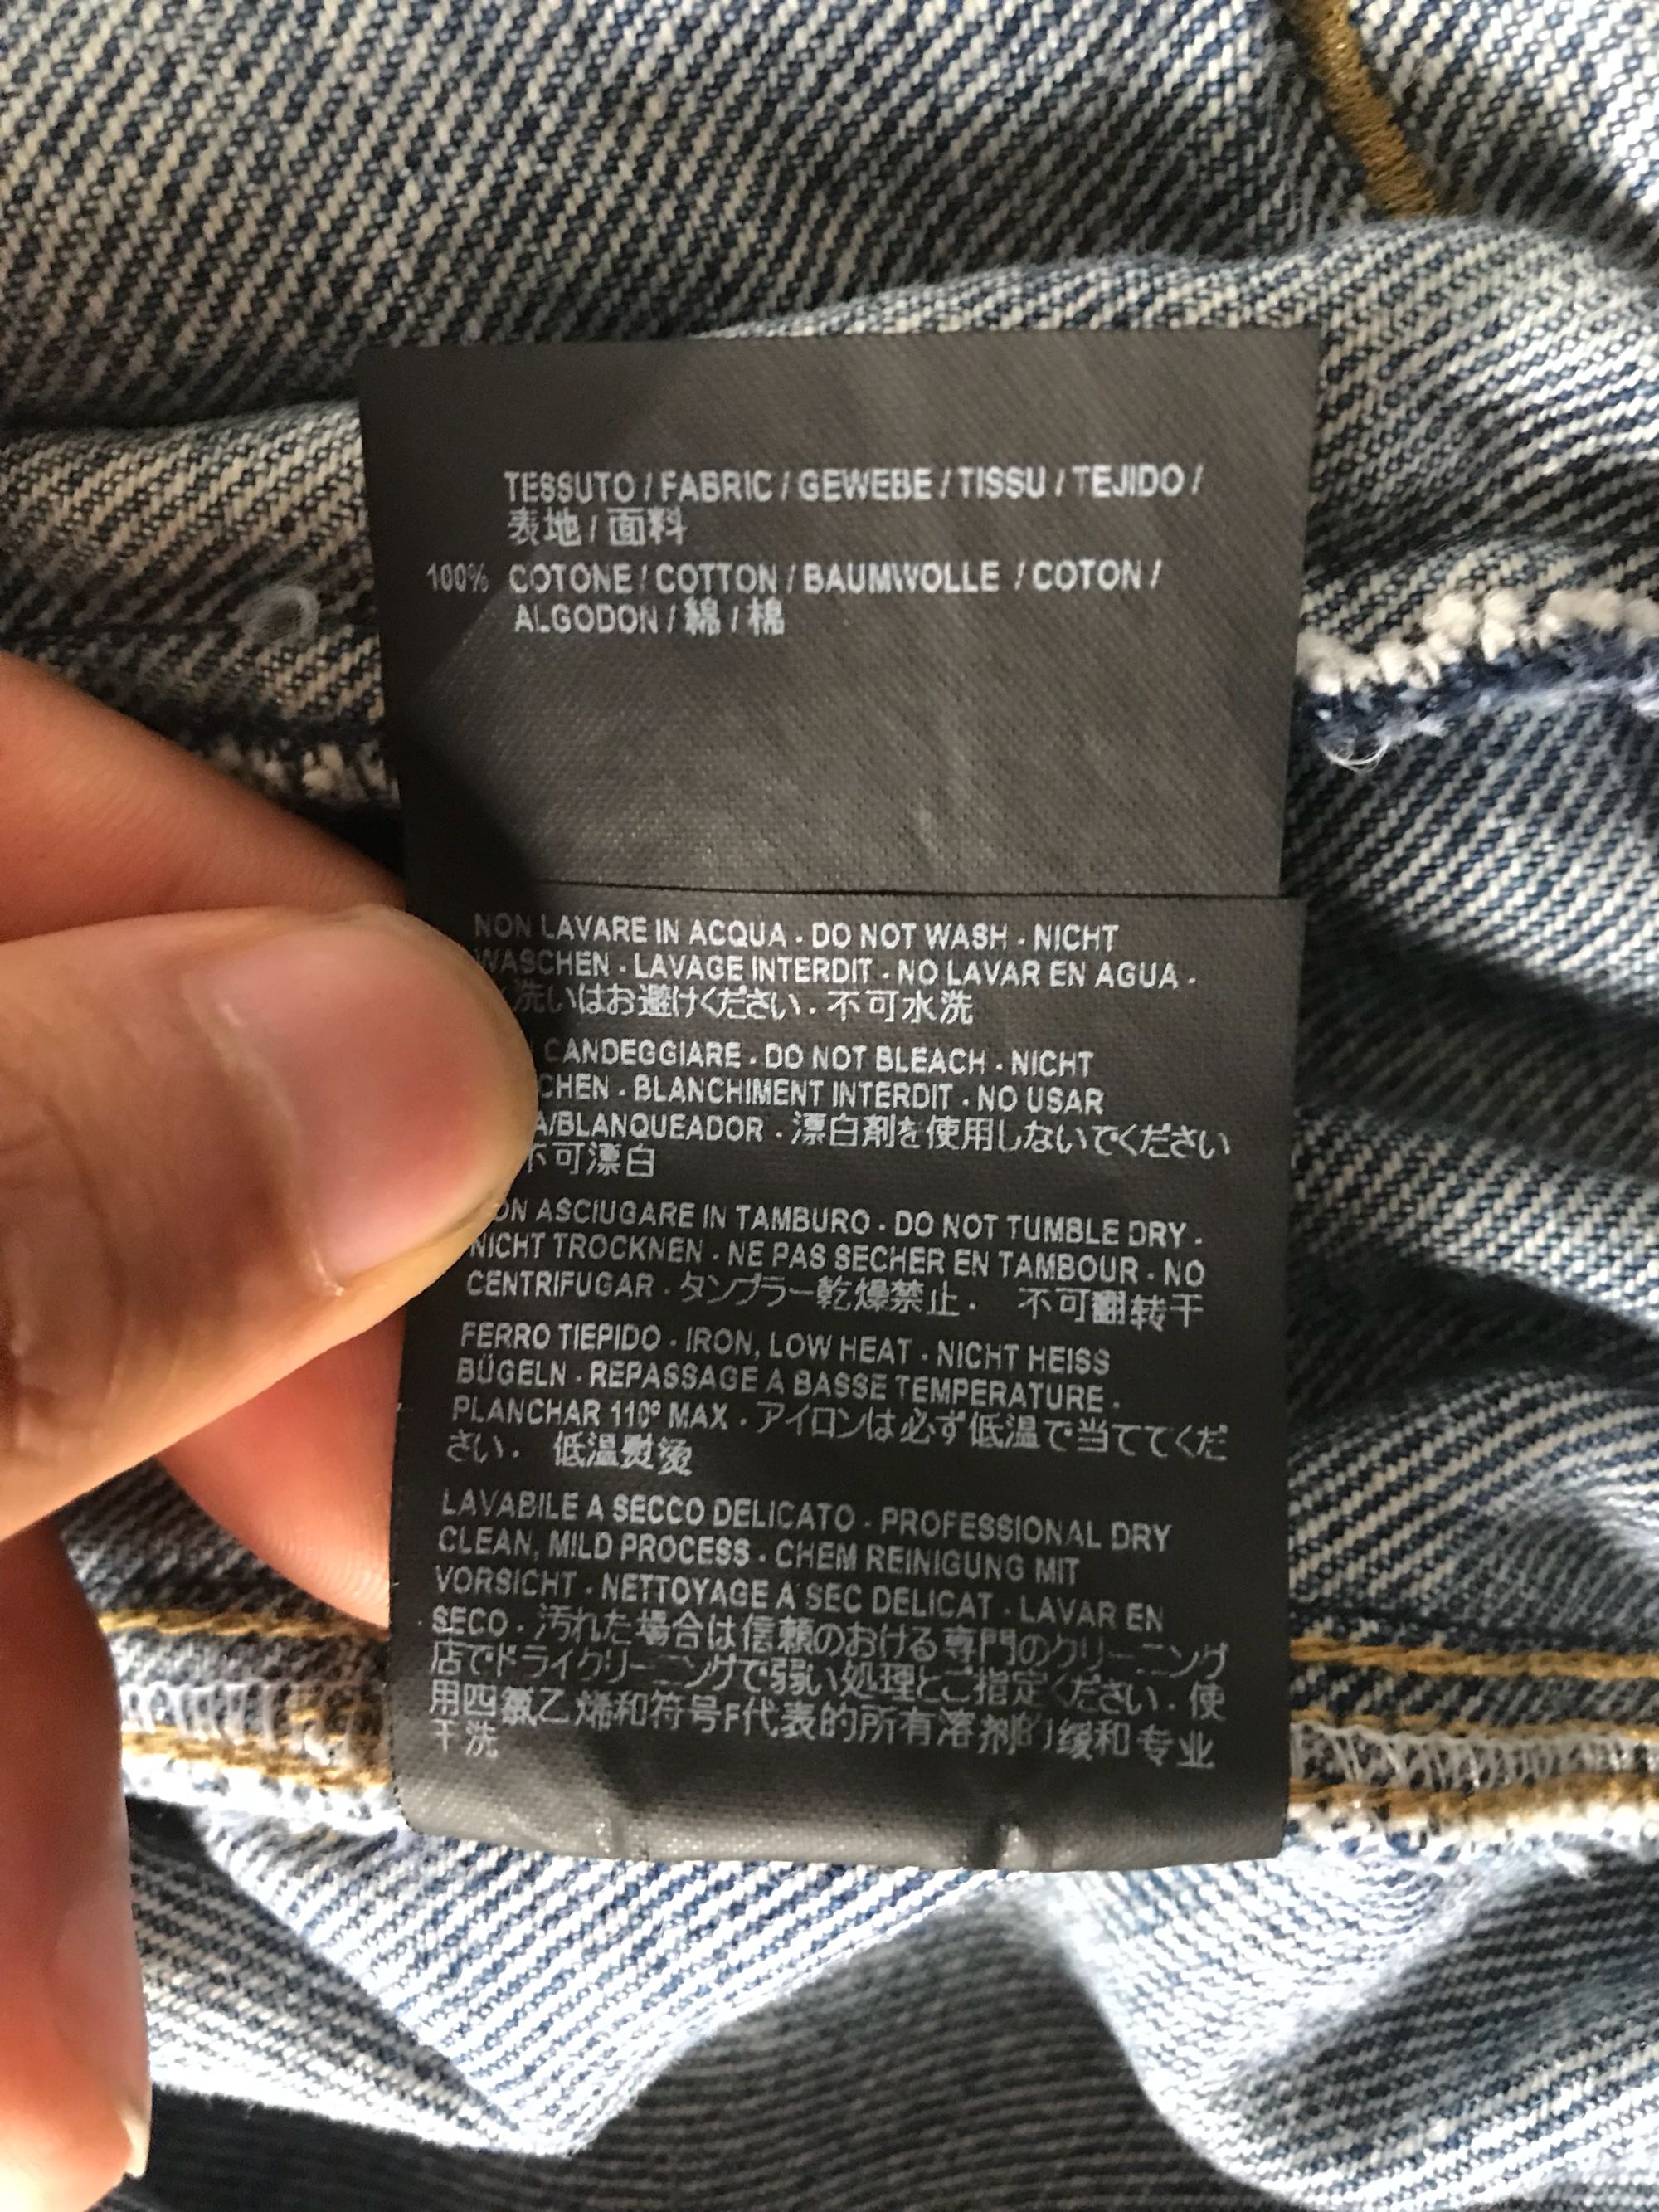 TESSUTO / FABRIC / GEWEBE / TISSU / TEJIDO /
表地 / 面料
100% COTONE / COTTON / BAUMWOLLE / COTON /
ALGODON / 綿 / 棉
NON LAVARE IN ACQUA - DO NOT WASH - NICHT
WASCHEN - LAVAGE INTERDIT - NO LAVAR EN AGUA -
洗いはお避けください. 不可水洗
CANDEGGIARE - DO NOT BLEACH - NICHT
CHEN - BLANCHIMENT INTERDIT - NO USAR
A/BLANQUEADOR - 漂白剤を使用しないでください
不可漂白
NON ASCIUGARE IN TAMBURO - DO NOT TUMBLE DRY -
NICHT TROCKNEN - NE PAS SECHER EN TAMBOUR - NO
CENTRIFUGAR - タンブラー乾燥禁止. 不可翻转干
FERRO TIEPIDO - IRON, LOW HEAT - NICHT HEISS
BÜGELN - REPASSAGE A BASSE TEMPERATURE -
PLANCHAR 110º MAX - アイロンは必ず低温で当ててくだ
さい. 低温熨烫
LAVABILE A SECCO DELICATO - PROFESSIONAL DRY
CLEAN, MILD PROCESS - CHEM REINIGUNG MIT
VORSICHT - NETTOYAGE A SEC DELICAT - LAVAR EN
SECO - 汚れた場合は信頼のおける専門のクリーニング
店でドライクリーニングで弱い処理とご指定ください. 使
用四氯乙烯和符号F代表的所有溶剂的缓和专业
干洗